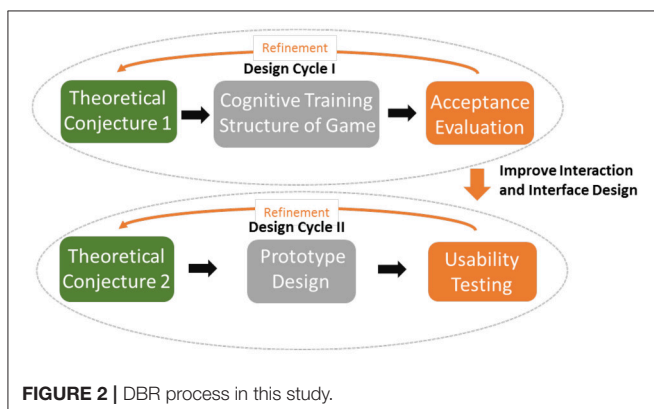 Refinement
Design Cycle I
Theoretical
Conjecture 1
Cognitive Training
Structure of Game
Acceptance
Evaluation
Improve Interaction
and Interface Design
Refinement
Design Cycle II
Theoretical
Conjecture 2
Prototype
Design
Usability
Testing
FIGURE 2 | DBR process in this study.